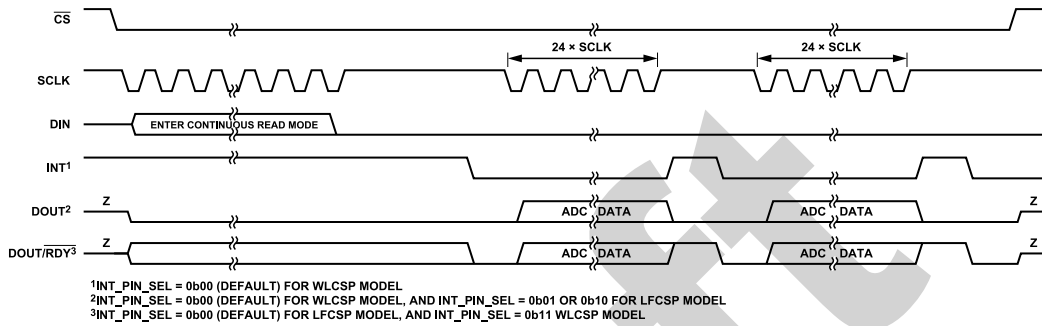 CS
24 × SCLK 24 × SCLK
SCLK
DIN ENTER CONTINUOUS READ MODE
INT1
Z Z
DOUT2 ADC DATA ADC DATA
Z Z
DOUT/RDY3 ADC DATA ADC DATA
1INT_PIN_SEL = 0b00 (DEFAULT) FOR WLCSP MODEL
2INT_PIN_SEL = 0b00 (DEFAULT) FOR WLCSP MODEL, AND INT_PIN_SEL = 0b01 OR 0b10 FOR LFCSP MODEL
3INT_PIN_SEL = 0b00 (DEFAULT) FOR LFCSP MODEL, AND INT_PIN_SEL = 0b11 WLCSP MODEL
ft